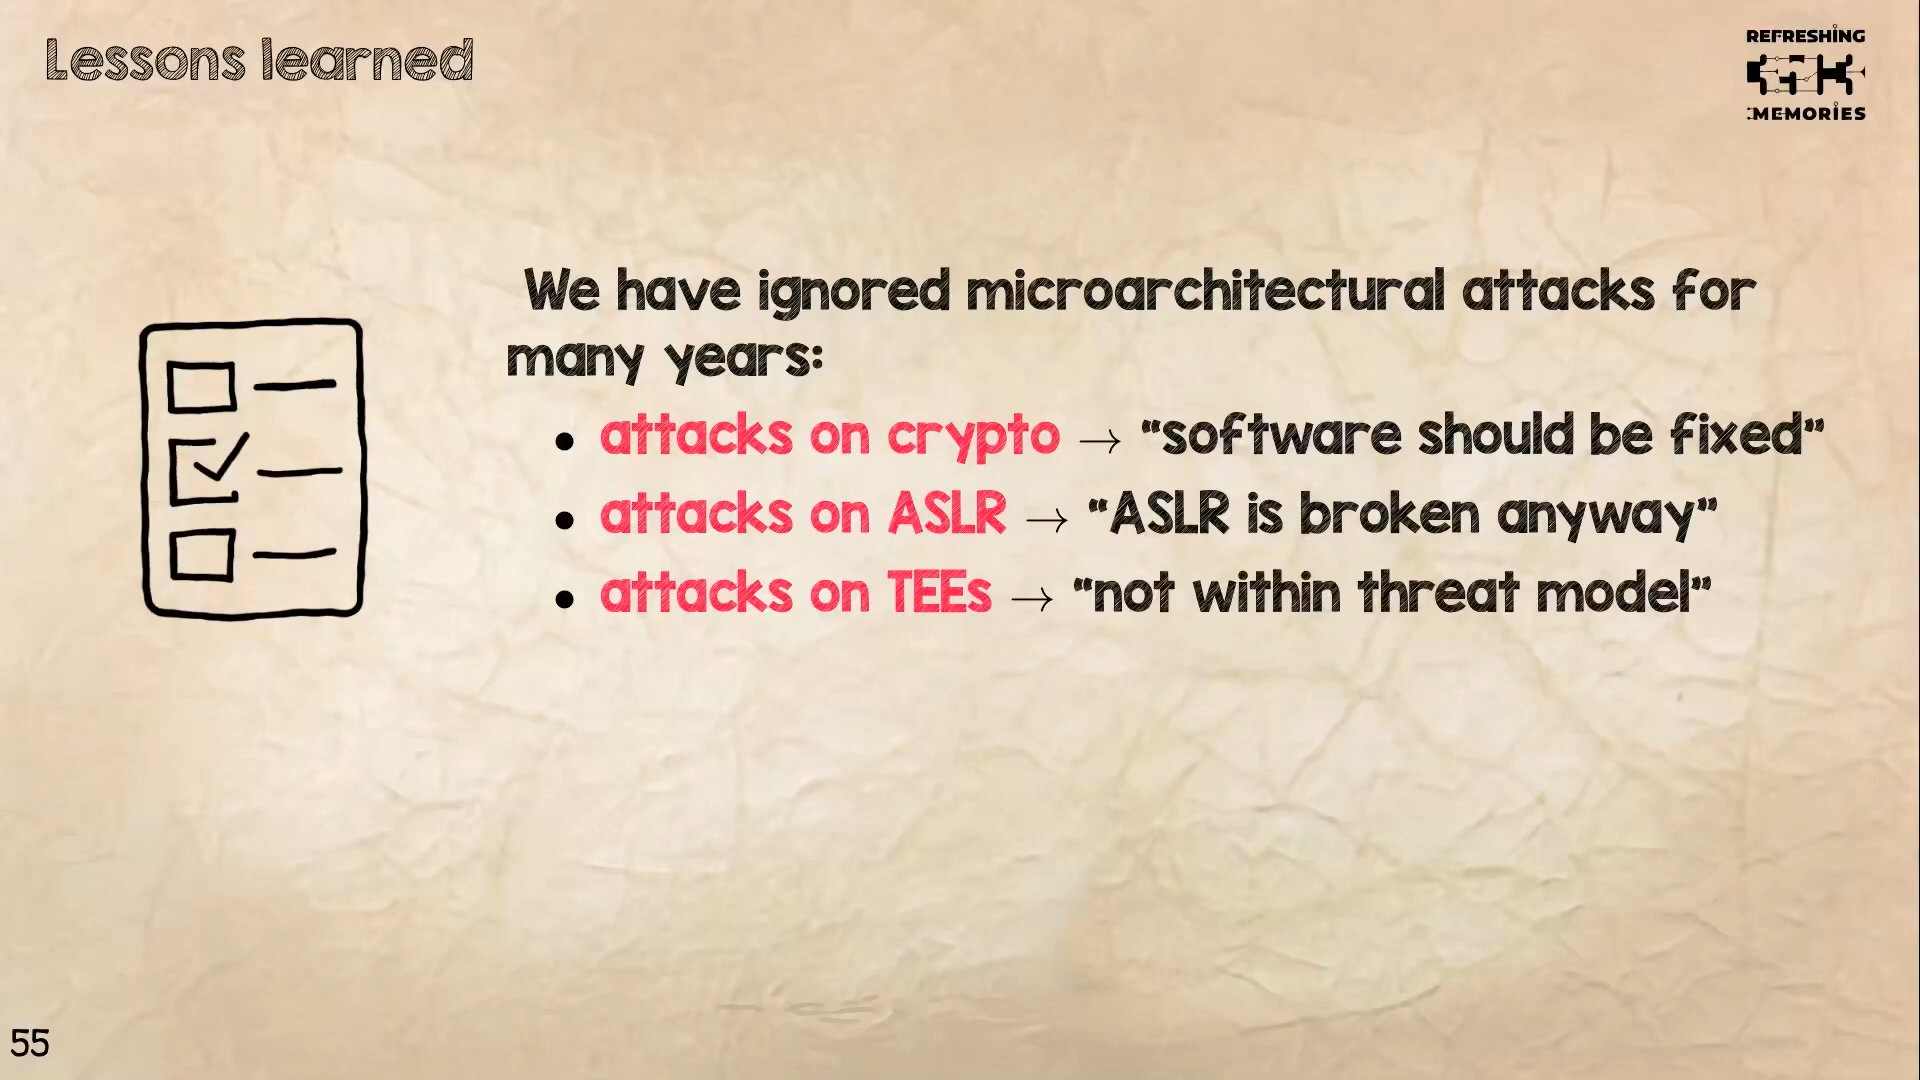 Lessons learned
REFRESHING
MEMORIES
We have ignored microarchitectural attacks for
many years:
• attacks on crypto → “software should be fixed”
• attacks on ASLR → “ASLR is broken anyway”
• attacks on TEEs → “not within threat model”
55